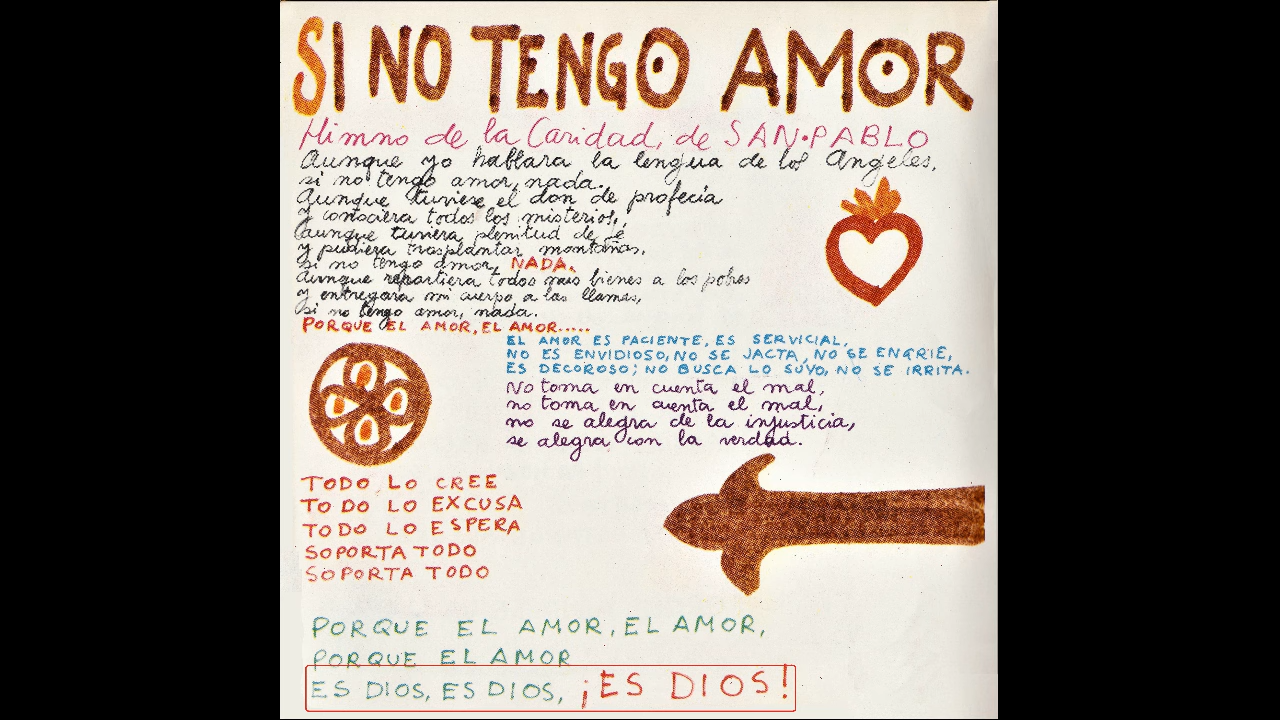 SI NO TENGO AMOR
Himno de la Caridad, de SAN·PABLO
Aunque yo hablara la lengua de los Angeles,
si no tengo amor, nada.
Aunque tuviese el don de profecía
y conociera todos los misterios,
aunque tuviera plenitud de fé
y pudiera trasplantar montañas,
si no tengo amor, NADA.
Aunque repartiera todos mis bienes a los pobres
y entregara mi cuerpo a las llamas,
si no tengo amor, nada.
PORQUE EL AMOR, EL AMOR.....
EL AMOR ES PACIENTE, ES SERVICIAL,
NO ES ENVIDIOSO, NO SE JACTA, NO SE ENGRIE,
ES DECOROSO; NO BUSCA LO SUYO, NO SE IRRITA.
No toma en cuenta el mal,
no toma en cuenta el mal,
no se alegra de la injusticia,
se alegra con la verdad.
TODO LO CREE
TODO LO EXCUSA
TODO LO ESPERA
SOPORTA TODO
SOPORTA TODO
PORQUE EL AMOR, EL AMOR,
PORQUE EL AMOR
ES DIOS, ES DIOS, ¡ES DIOS!